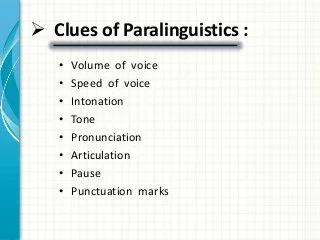 ➢ Clues of Paralinguistics :
• Volume of voice
• Speed of voice
• Intonation
• Tone
• Pronunciation
• Articulation
• Pause
• Punctuation marks